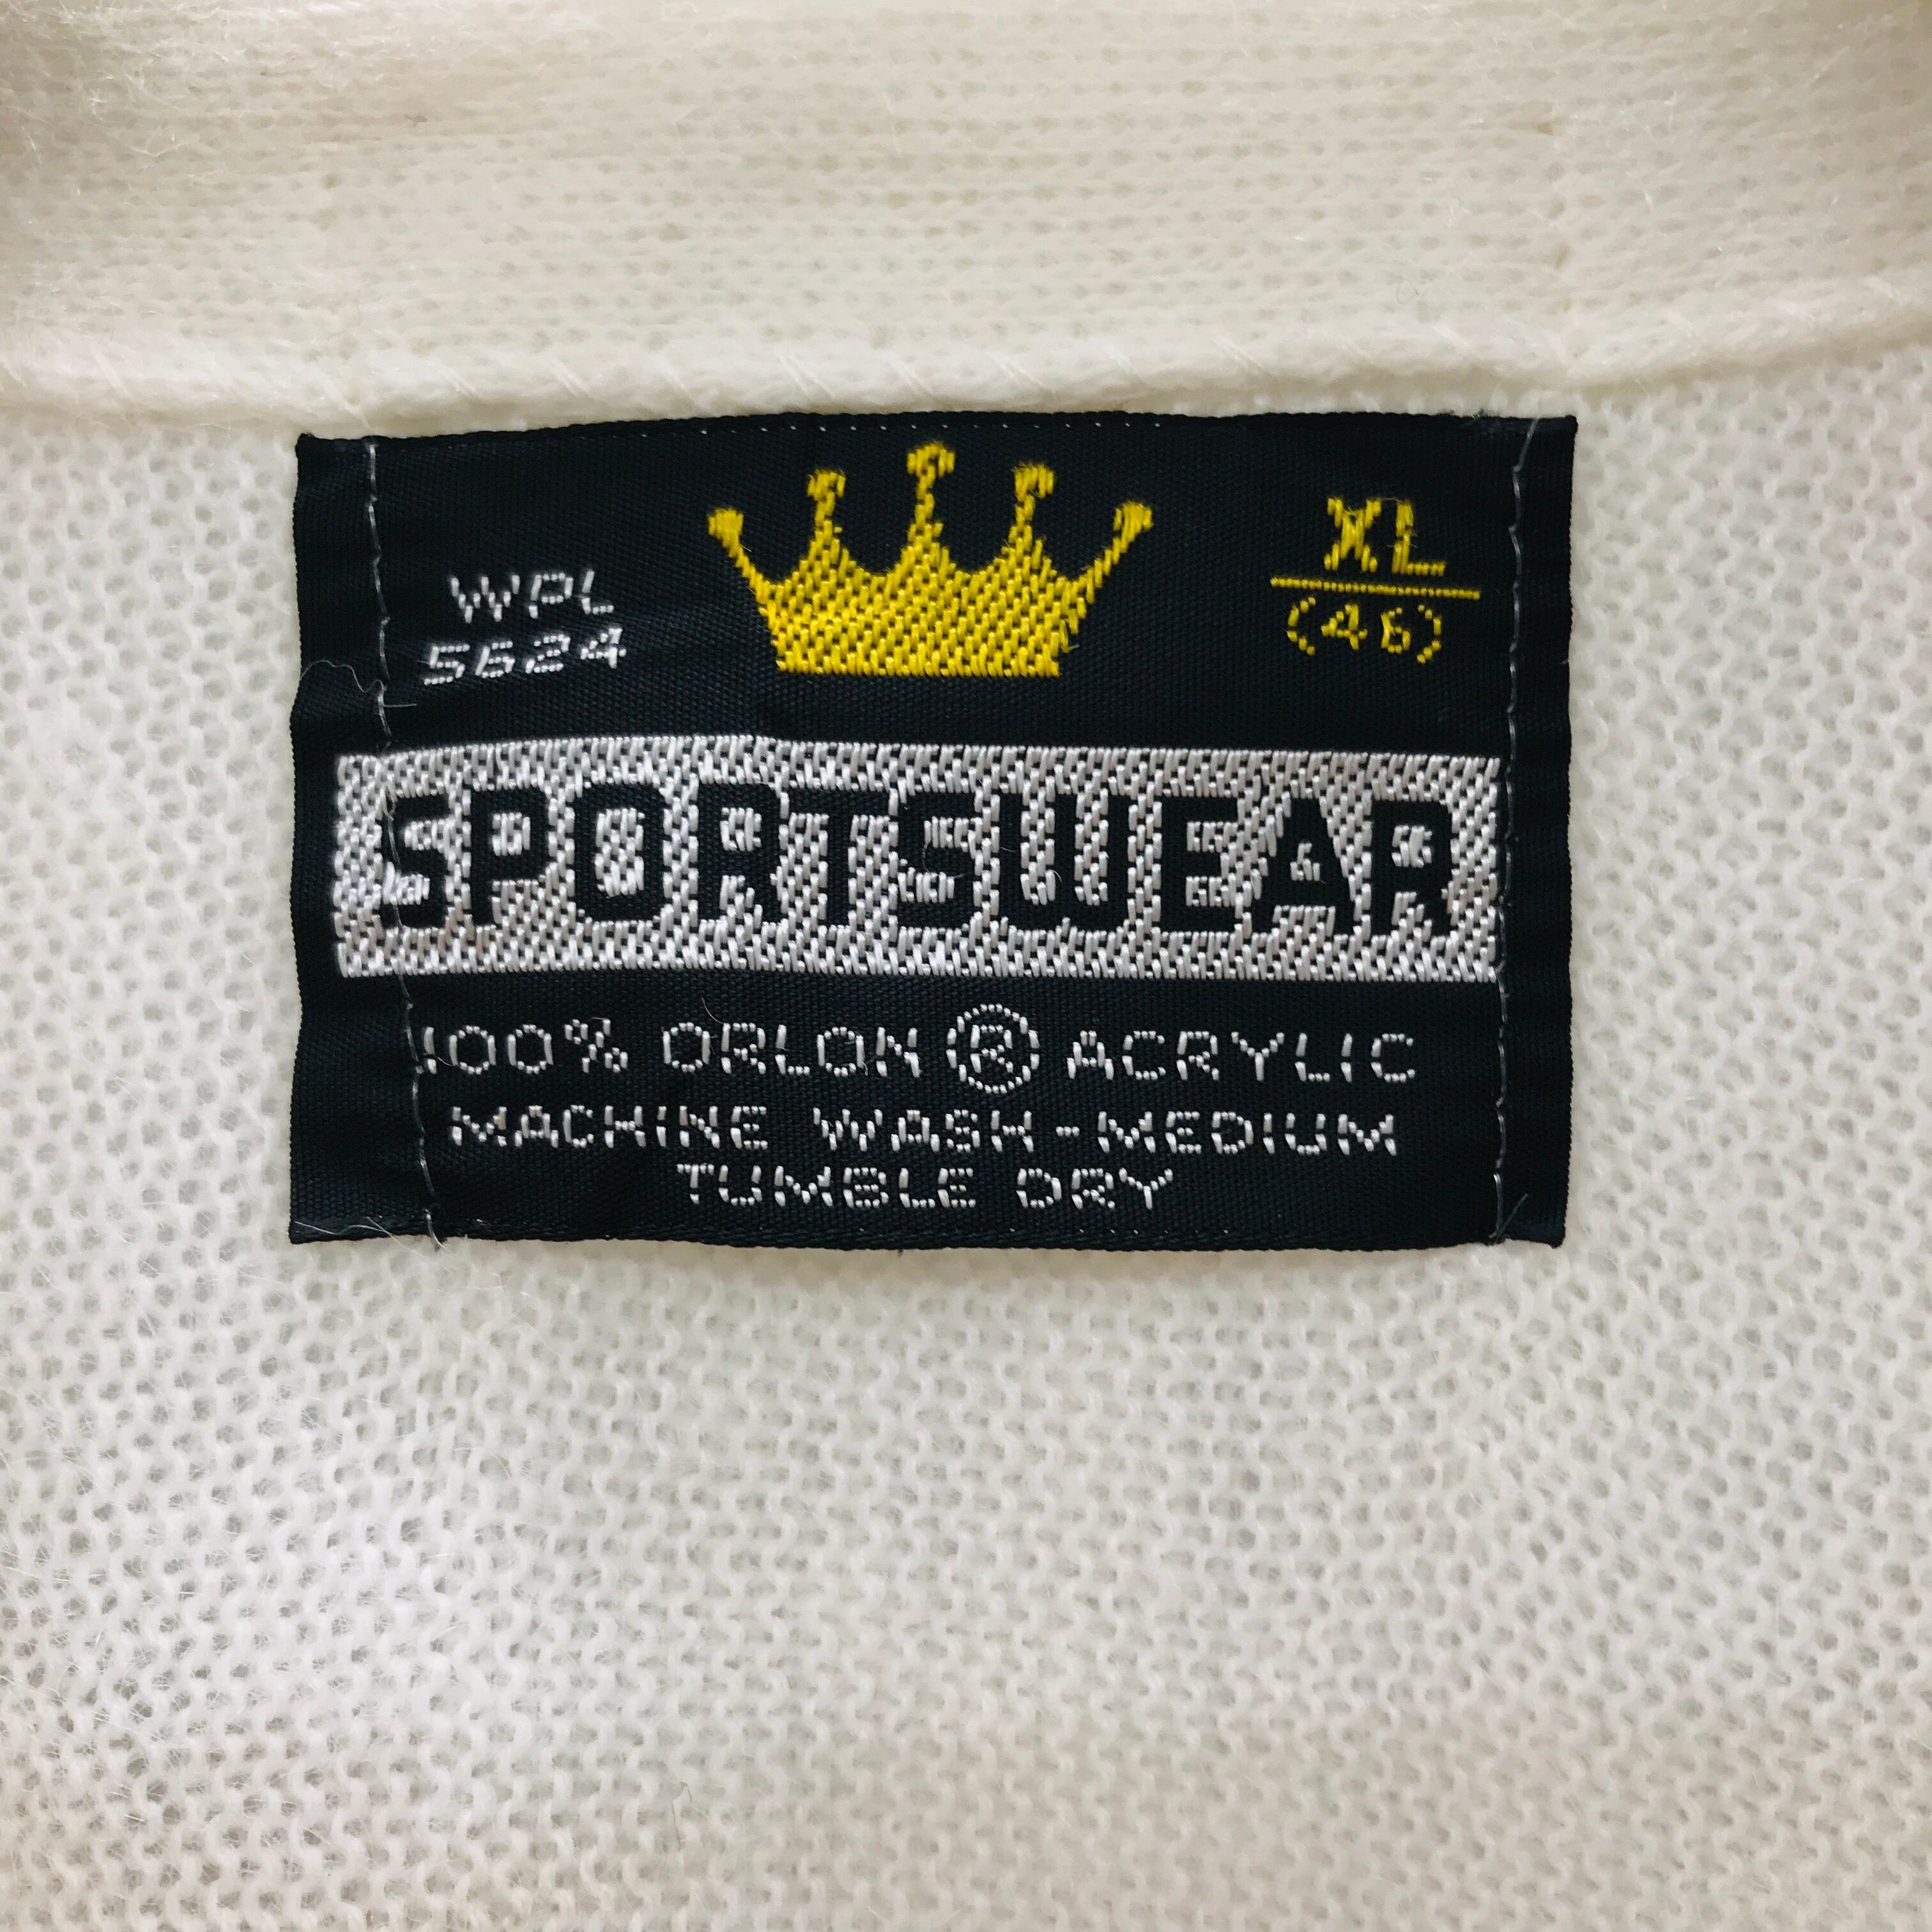 WPL
5624
XL
(46)
SPORTSWEAR
100% ORLON ® ACRYLIC
MACHINE WASH-MEDIUM
TUMBLE DRY